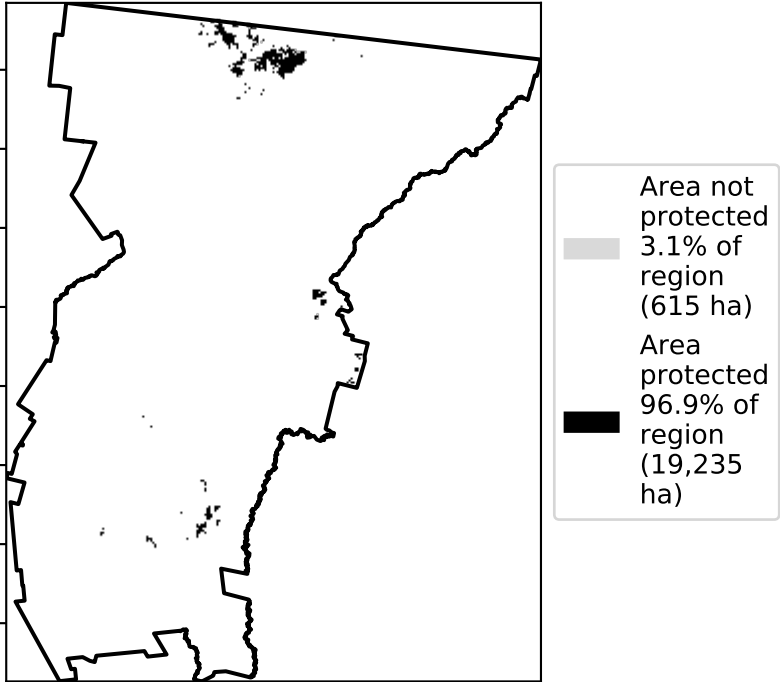 Area not
protected
3.1% of
region
(615 ha)
Area
protected
96.9% of
region
(19,235
ha)